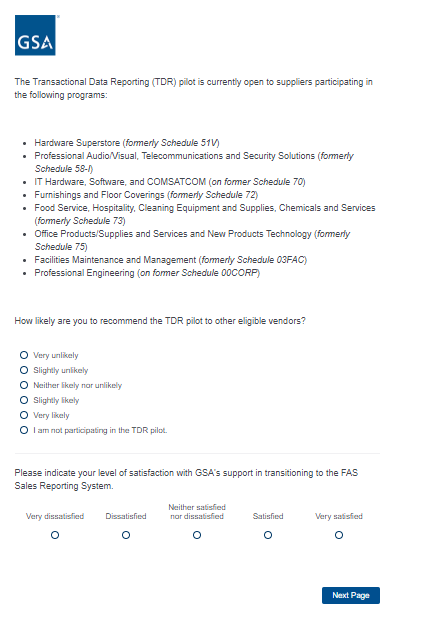 GSA
The Transactional Data Reporting (TDR) pilot is currently open to suppliers participating in
the following programs:
• Hardware Superstore (formerly Schedule 51V)
• Professional Audio/Visual, Telecommunications and Security Solutions (formerly
Schedule 58-I)
• IT Hardware, Software, and COMSATCOM (on former Schedule 70)
• Furnishings and Floor Coverings (formerly Schedule 72)
• Food Service, Hospitality, Cleaning Equipment and Supplies, Chemicals and Services
(formerly Schedule 73)
• Office Products/Supplies and Services and New Products Technology (formerly
Schedule 75)
• Facilities Maintenance and Management (formerly Schedule 03FAC)
• Professional Engineering (on former Schedule 00CORP)
How likely are you to recommend the TDR pilot to other eligible vendors?
Very unlikely
Slightly unlikely
Neither likely nor unlikely
Slightly likely
Very likely
I am not participating in the TDR pilot.
Please indicate your level of satisfaction with GSA's support in transitioning to the FAS
Sales Reporting System.
Neither satisfied
Very dissatisfied Dissatisfied nor dissatisfied Satisfied Very satisfied
Next Page